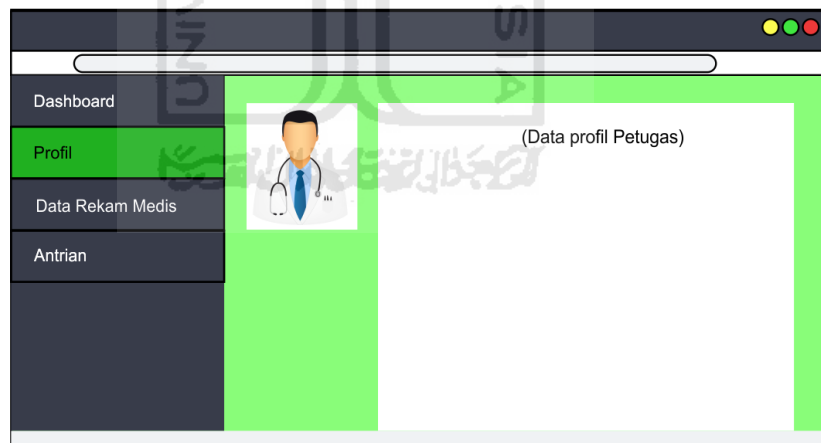 Dashboard
Profil
(Data profil Petugas)
Data Rekam Medis
Antrian